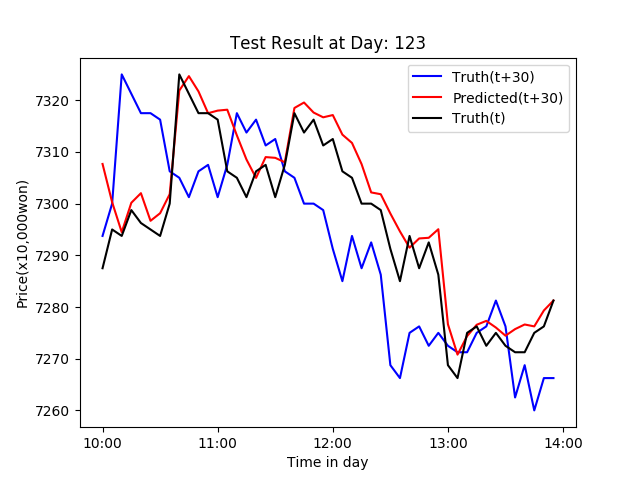 Test Result at Day: 123
Truth(t+30)
Predicted(t+30)
Truth(t)
Price(x10,000won)
7320
7310
7300
7290
7280
7270
7260
10:00 11:00 12:00 13:00 14:00
Time in day